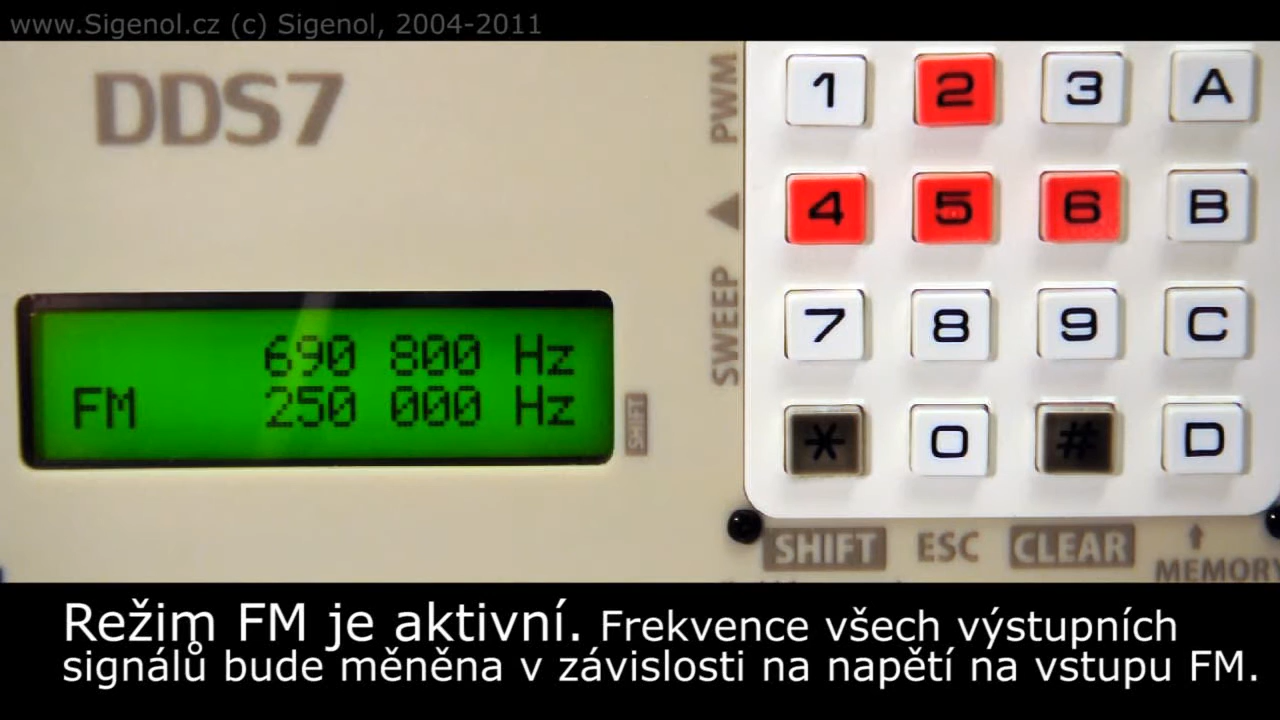 www.Sigenol.cz (c) Sigenol, 2004-2011
DDS7
690 800 Hz
FM 250 000 Hz
SHIFT
PWM
SWEEP
1 2 3 A
4 5 6 B
7 8 9 C
* 0 # D
SHIFT ESC CLEAR MEMORY
Režim FM je aktivní. Frekvence všech výstupních
signálů bude měněna v závislosti na napětí na vstupu FM.